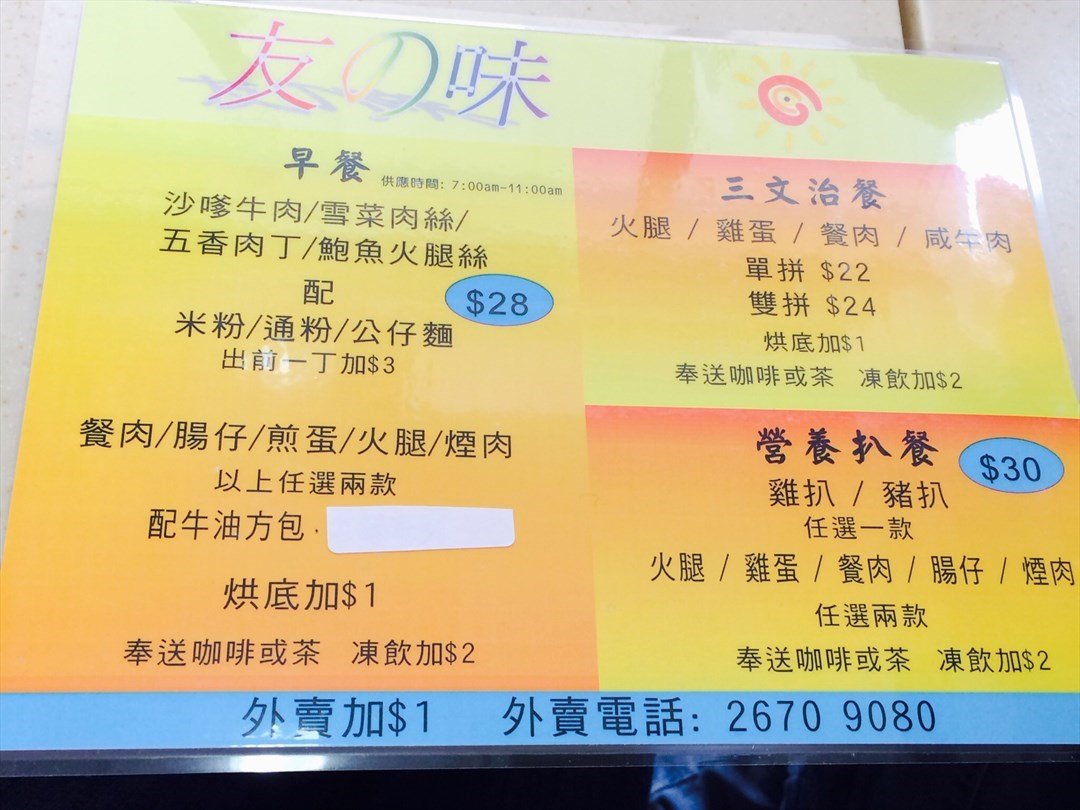 友の味
早餐 供應時間: 7:00am-11:00am
沙嗲牛肉/雪菜肉絲/
五香肉丁/鮑魚火腿絲
配
$28
米粉/通粉/公仔麵
出前一丁加$3
餐肉/腸仔/煎蛋/火腿/煙肉
以上任選兩款
配牛油方包
烘底加$1
奉送咖啡或茶 凍飲加$2
三文治餐
火腿 / 雞蛋 / 餐肉 / 咸牛肉
單拼 $22
雙拼 $24
烘底加$1
奉送咖啡或茶 凍飲加$2
營養扒餐 $30
雞扒 / 豬扒
任選一款
火腿 / 雞蛋 / 餐肉 / 腸仔 / 煙肉
任選兩款
奉送咖啡或茶 凍飲加$2
外賣加$1 外賣電話: 2670 9080